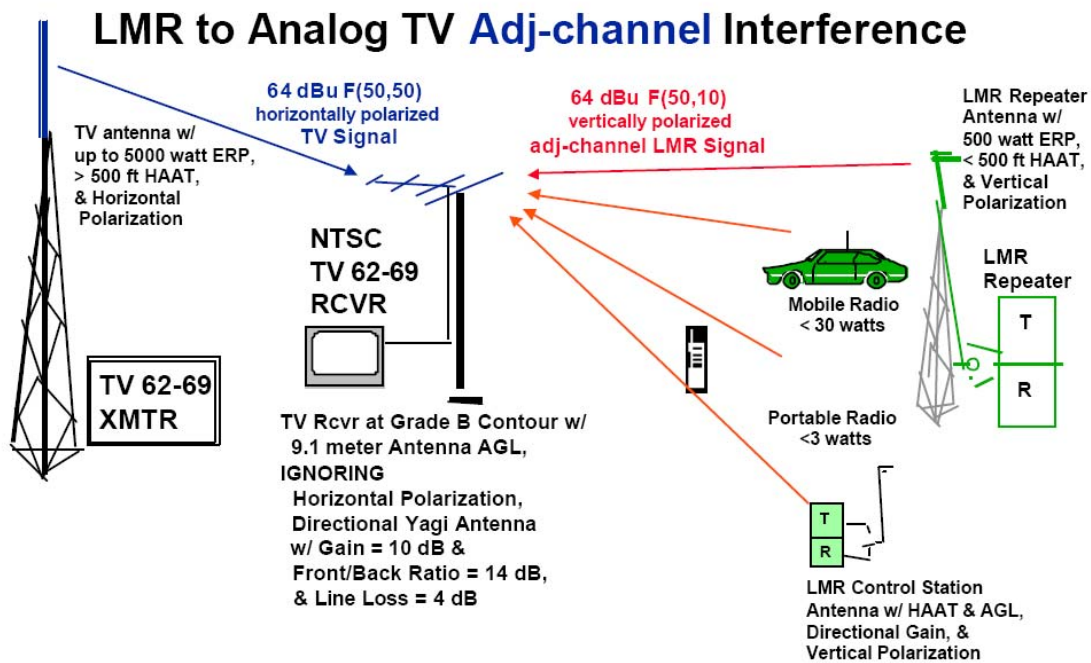 LMR to Analog TV Adj-channel Interference
TV antenna w/
up to 5000 watt ERP,
> 500 ft HAAT,
& Horizontal
Polarization
64 dBu F(50,50)
horizontally polarized
TV Signal
64 dBu F(50,10)
vertically polarized
adj-channel LMR Signal
LMR Repeater
Antenna w/
500 watt ERP,
< 500 ft HAAT,
& Vertical
Polarization
NTSC
TV 62-69
RCVR
Mobile Radio
< 30 watts
LMR
Repeater
T
R
TV 62-69
XMTR
TV Rcvr at Grade B Contour w/
9.1 meter Antenna AGL,
IGNORING
Horizontal Polarization,
Directional Yagi Antenna
w/ Gain = 10 dB &
Front/Back Ratio = 14 dB,
& Line Loss = 4 dB
Portable Radio
<3 watts
T
R
LMR Control Station
Antenna w/ HAAT & AGL,
Directional Gain, &
Vertical Polarization